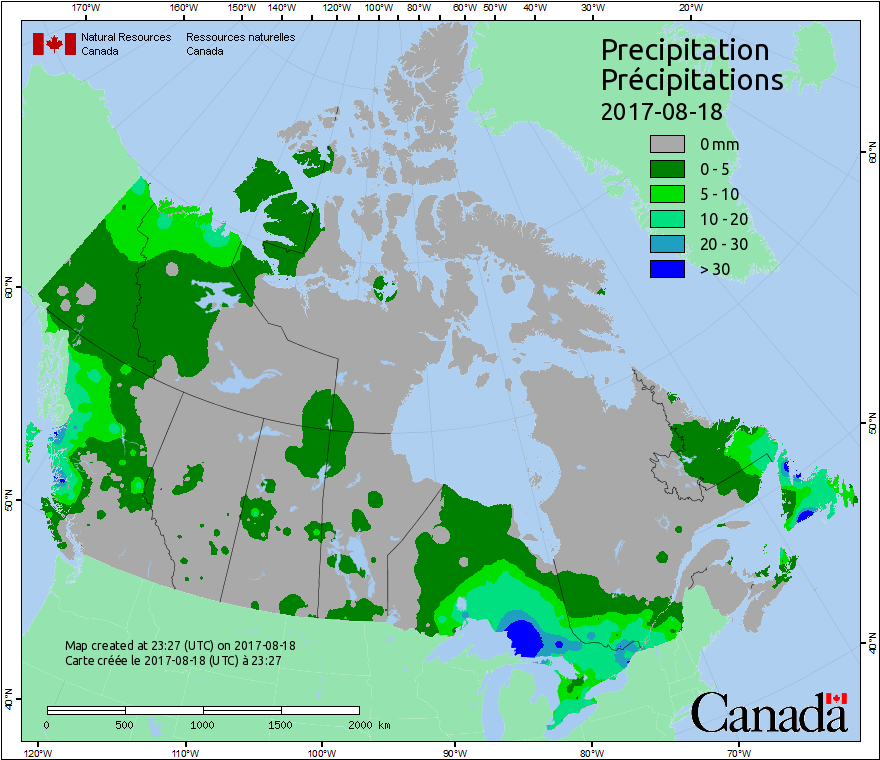 170°W 160°W 150°W 140°W 130°W 120°W 110°W 100°W 90°W 80°W 60°W 50°W 40°W 30°W 20°W
Natural Resources Ressources naturelles
Canada Canada
Precipitation
Précipitations
2017-08-18
0 mm
0 - 5
5 - 10
10 - 20
20 - 30
> 30
60°N
60°N
50°N
50°N
40°N
40°N
Map created at 23:27 (UTC) on 2017-08-18
Carte créée le 2017-08-18 (UTC) à 23:27
0 500 1000 1500 2000 km
Canada
120°W 110°W 100°W 90°W 80°W 70°W